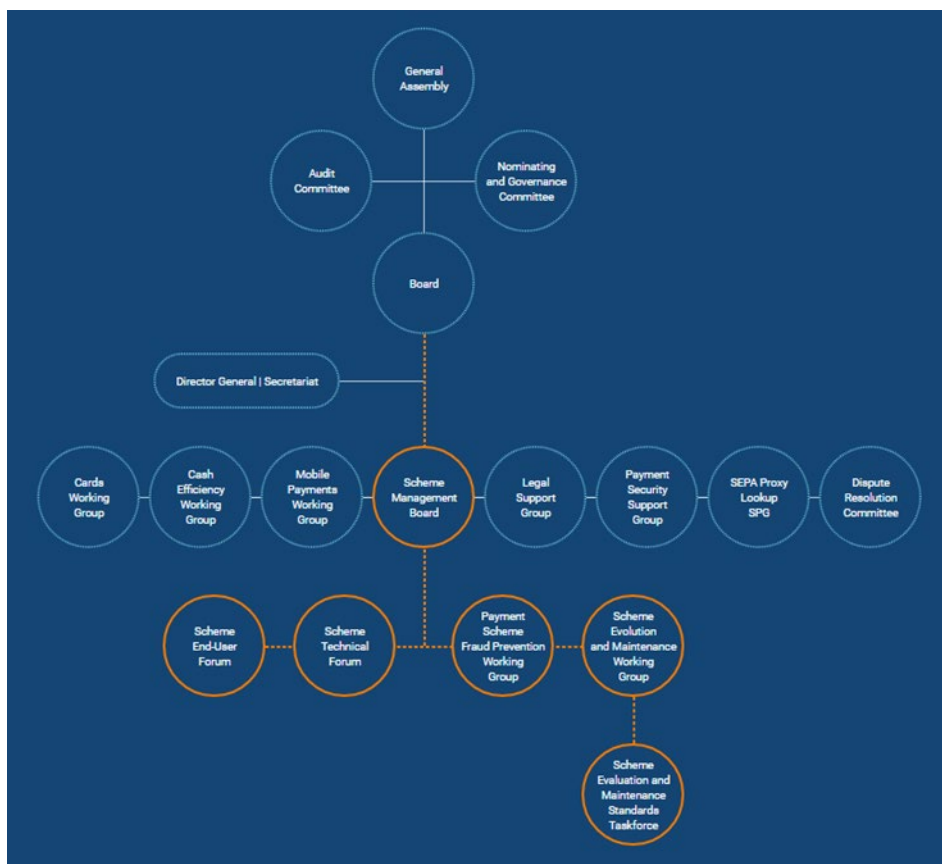 General
Assembly
Audit
Committee
Nominating
and Governance
Committee
Board
Director General | Secretariat
Cards
Working
Group
Cash
Efficiency
Working
Group
Mobile
Payments
Working
Group
Scheme
Management
Board
Legal
Support
Group
Payment
Security
Support
Group
SEPA Proxy
Lookup
SPG
Dispute
Resolution
Committee
Scheme
End-User
Forum
Scheme
Technical
Forum
Payment
Scheme
Fraud Prevention
Working
Group
Scheme
Evolution
and Maintenance
Working
Group
Scheme
Evaluation and
Maintenance
Standards
Taskforce